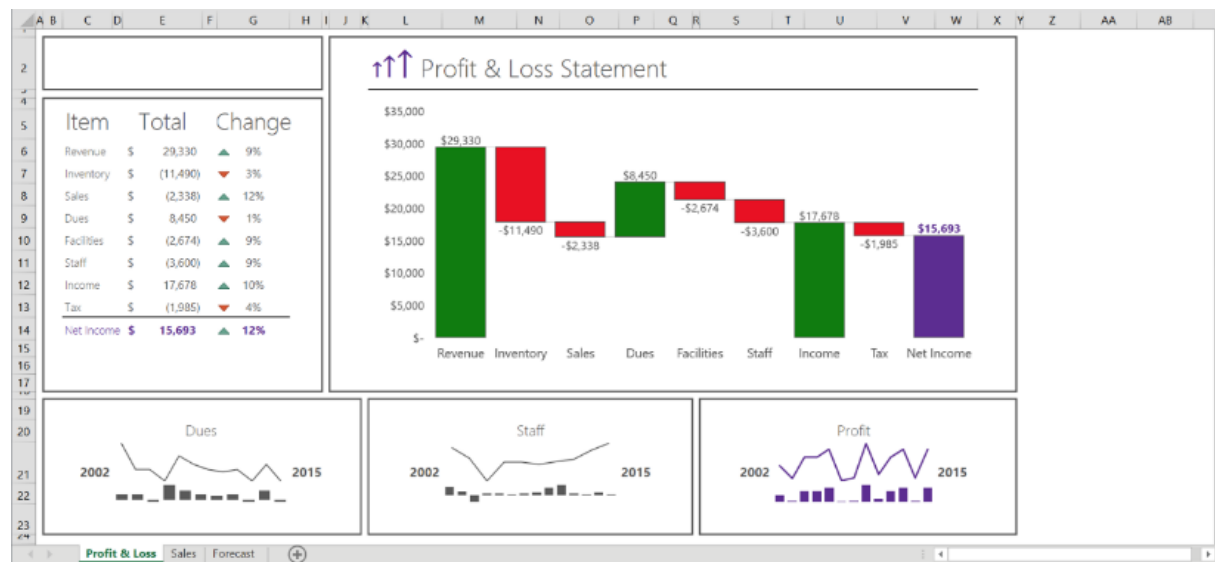 A B C D E F G H I J K L M N O P Q R S T U V W X Y Z AA AB
2
4
5
6
7
8
9
10
11
12
13
14
15
16
17
19
20
21
22
23
Item Total Change
Revenue $ 29,330 9%
Inventory $ (11,490) 3%
Sales $ (2,338) 12%
Dues $ 8,450 1%
Facilities $ (2,674) 9%
Staff $ (3,600) 9%
Income $ 17,678 10%
Tax $ (1,985) 4%
Net Income $ 15,693 12%
Profit & Loss Statement
$35,000
$30,000
$25,000
$20,000
$15,000
$10,000
$5,000
$-
$29,330
-$11,490
-$2,338
$8,450
-$2,674
-$3,600
$17,678
-$1,985
$15,693
Revenue Inventory Sales Dues Facilities Staff Income Tax Net Income
Dues
2002 2015
Staff
2002 2015
Profit
2002 2015
Profit & Loss Sales Forecast